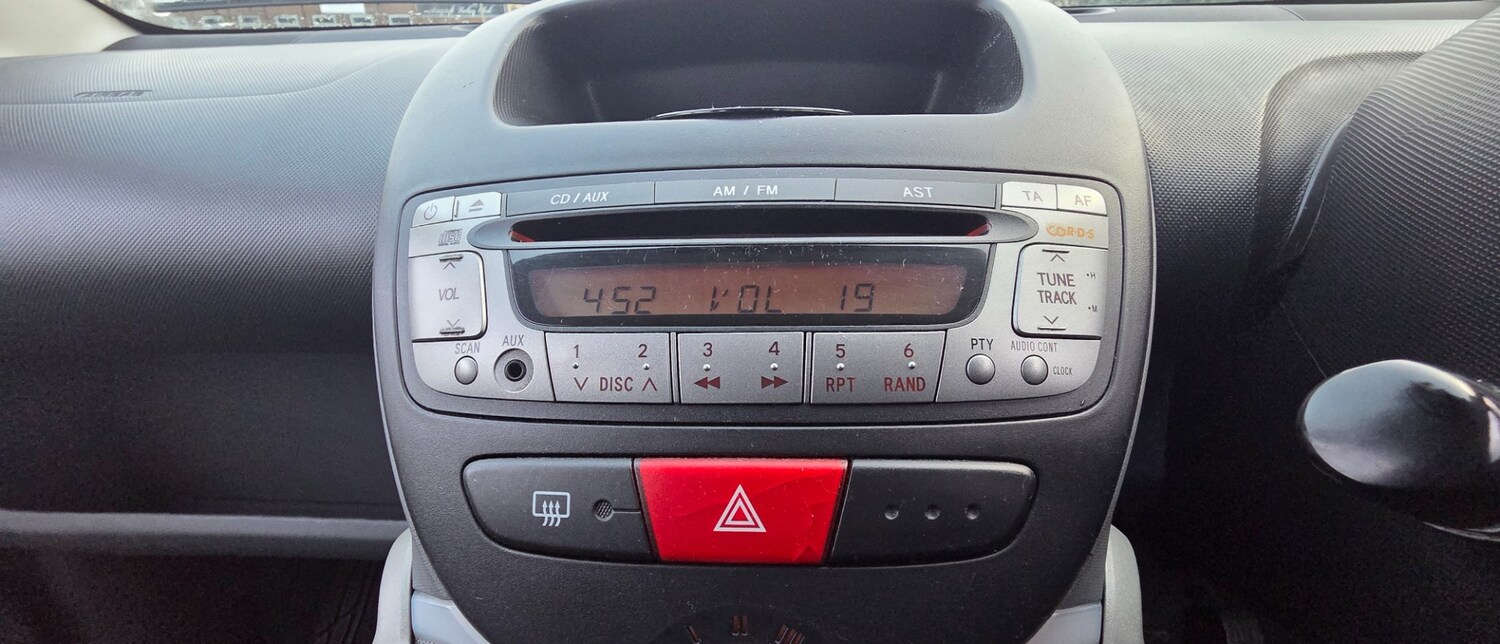 CD / AUX AM / FM AST TA AF
DISC R·D·S
VOL 452 VOL 19 TUNE H
TRACK M
SCAN AUX 1 2 3 4 5 6 PTY AUDIO CONT
DISC RPT RAND CLOCK